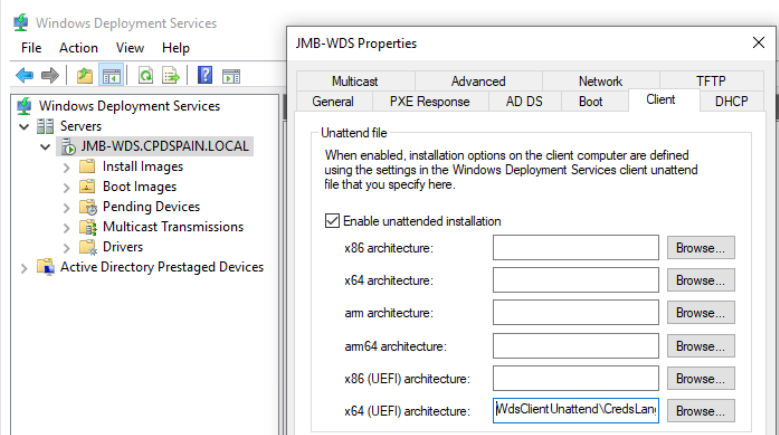 Windows Deployment Services
File Action View Help
Windows Deployment Services
Servers
JMB-WDS.CPDSPAIN.LOCAL
Install Images
Boot Images
Pending Devices
Multicast Transmissions
Drivers
Active Directory Prestaged Devices
JMB-WDS Properties
Multicast Advanced Network TFTP
General PXE Response AD DS Boot Client DHCP
Unattend file
When enabled, installation options on the client computer are defined
using the settings in the Windows Deployment Services client unattend
file that you specify here.
Enable unattended installation
x86 architecture: Browse...
x64 architecture: Browse...
arm architecture: Browse...
arm64 architecture: Browse...
x86 (UEFI) architecture: Browse...
x64 (UEFI) architecture: WdsClientUnattend\CredsLan Browse...